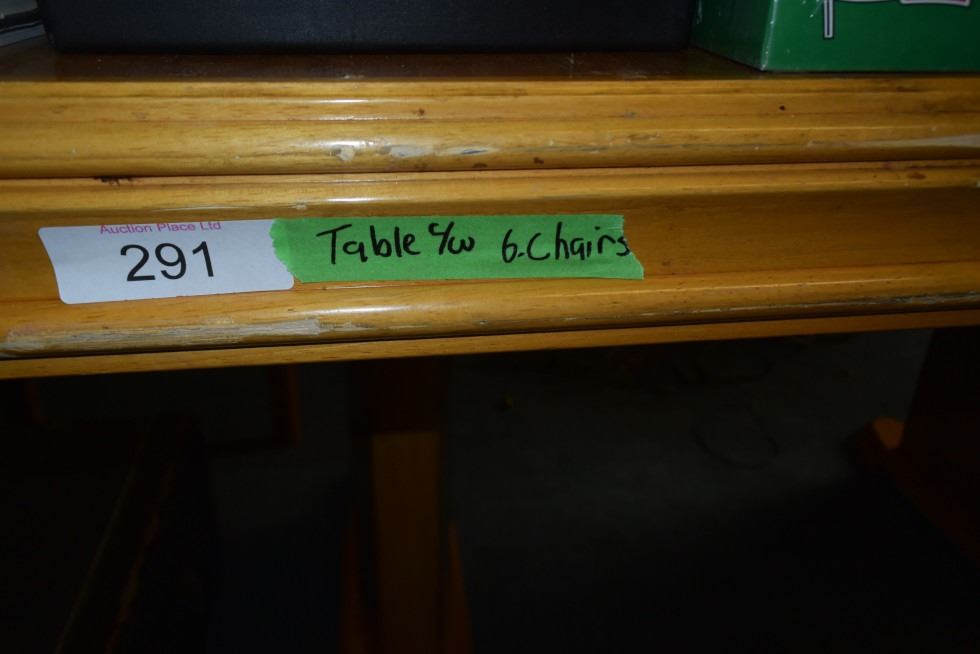 Auction Place Ltd
291
Table c/w 6.Chairs